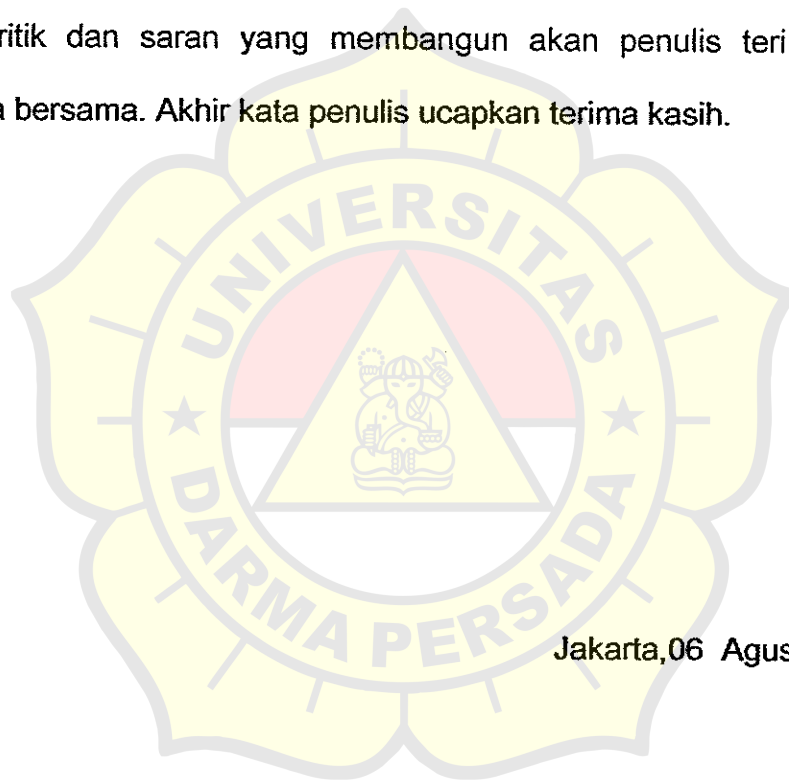 ritik dan saran yang membangun akan penulis teri
a bersama. Akhir kata penulis ucapkan terima kasih.
UNIVERSITAS
DARMA PERSADA
Jakarta,06 Agus